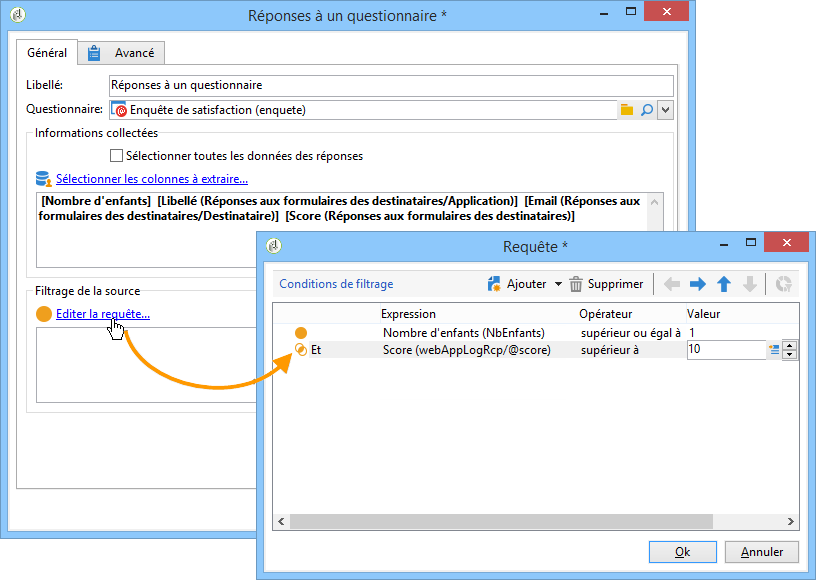 Réponses à un questionnaire *
Général
Avancé
Libellé:
Réponses à un questionnaire
Questionnaire:
Enquête de satisfaction (enquete)
Informations collectées
Sélectionner toutes les données des réponses
Sélectionner les colonnes à extraire...
[Nombre d'enfants] [Libellé (Réponses aux formulaires des destinataires/Application)] [Email (Réponses aux
formulaires des destinataires/Destinataire)] [Score (Réponses aux formulaires des destinataires)]
Filtrage de la source
Editer la requête...
Requête *
Conditions de filtrage
Ajouter
Supprimer
Expression Opérateur Valeur
Nombre d'enfants (NbEnfants) supérieur ou égal à 1
Et Score (webAppLogRcp/@score) supérieur à 10
Ok
Annuler